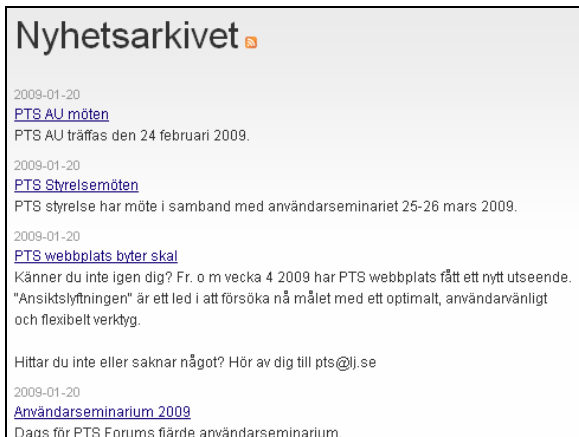 Nyhetsarkivet
2009-01-20
PTS AU möten
PTS AU träffas den 24 februari 2009.
2009-01-20
PTS Styrelsemöten
PTS styrelse har möte i samband med användarseminariet 25-26 mars 2009.
2009-01-20
PTS webbplats byter skal
Känner du inte igen dig? Fr. o m vecka 4 2009 har PTS webbplats fått ett nytt utseende.
"Ansiktslyftningen" är ett led i att försöka nå målet med ett optimalt, användarvänligt
och flexibelt verktyg.
Hittar du inte eller saknar något? Hör av dig till pts@lj.se
2009-01-20
Användarseminarium 2009
Dags för PTS Forums fjärde användarseminarium.